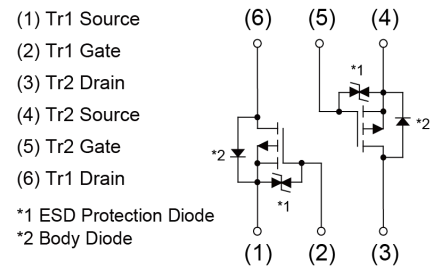 (1) Tr1 Source
(2) Tr1 Gate
(3) Tr2 Drain
(4) Tr2 Source
(5) Tr2 Gate
(6) Tr1 Drain
*1 ESD Protection Diode
*2 Body Diode
(6) (5) (4)
*1
*2
*2
*1
(1) (2) (3)